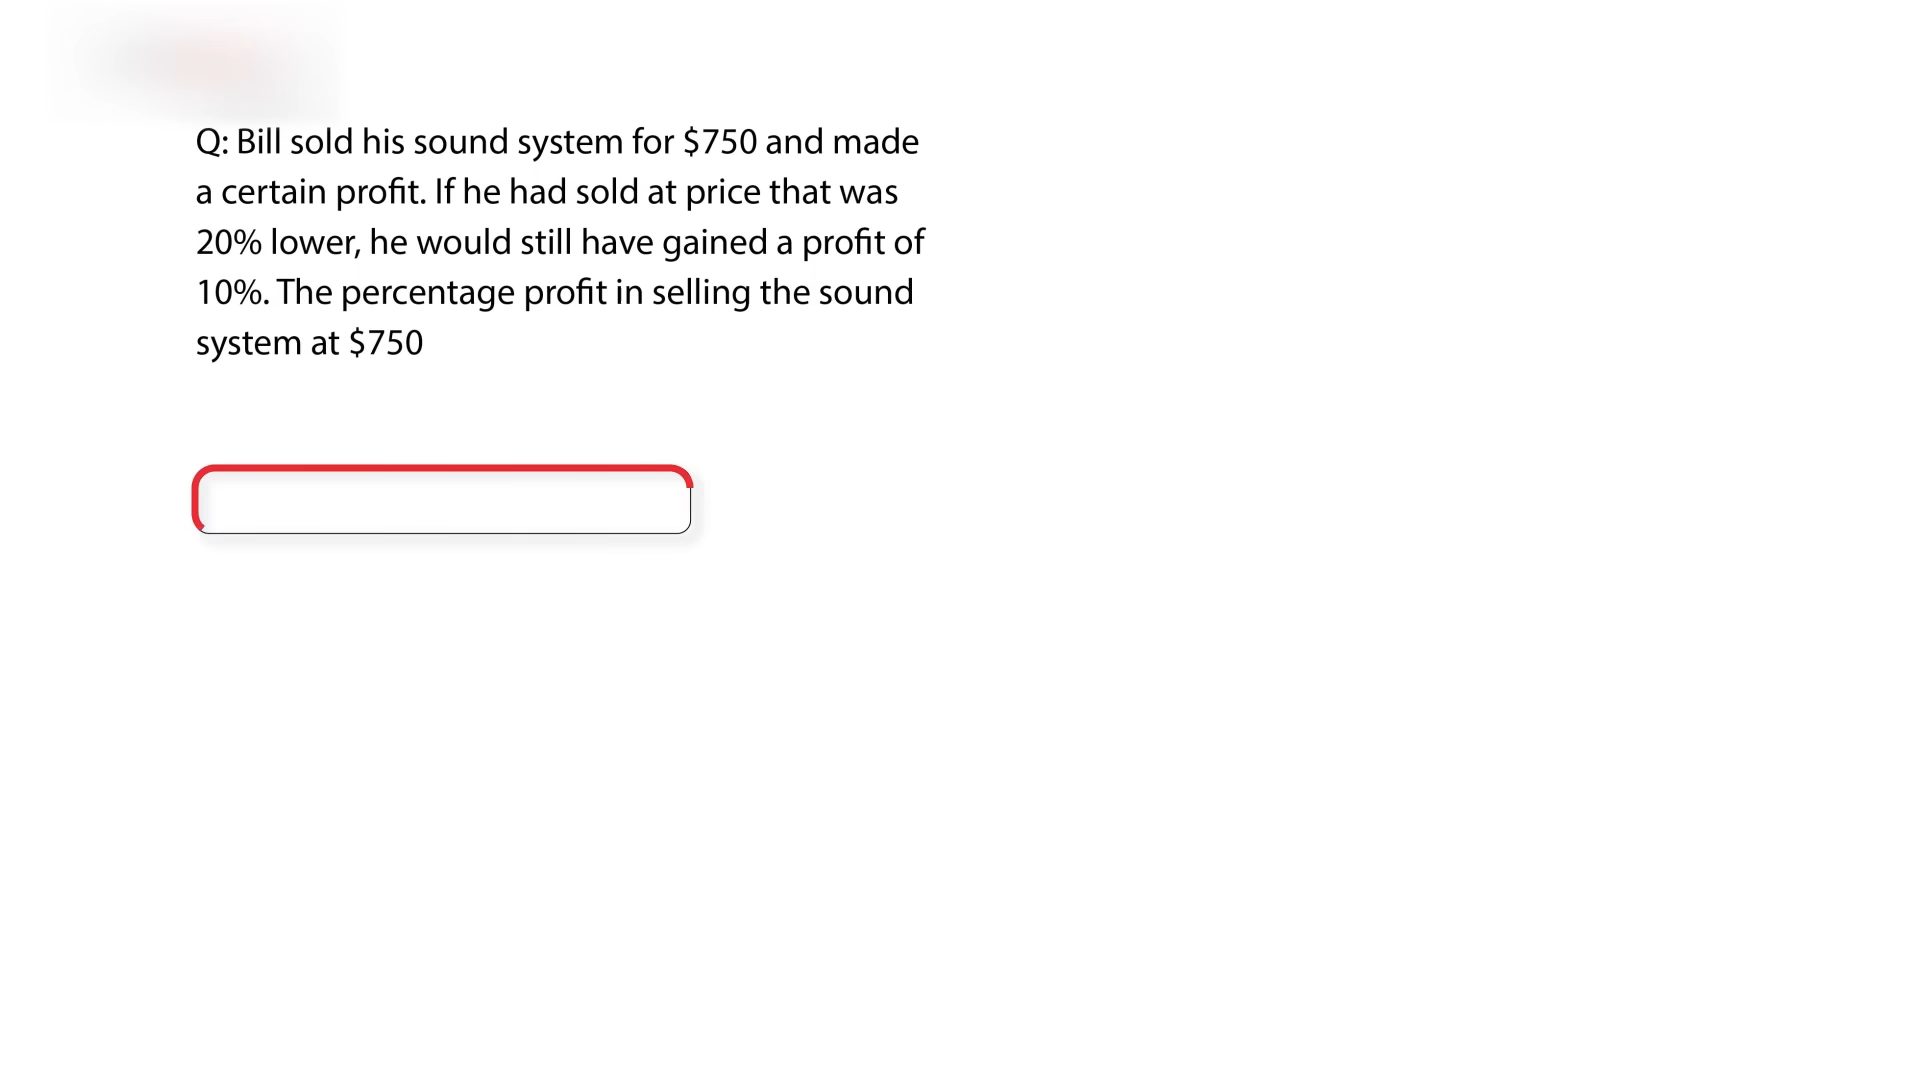 Q: Bill sold his sound system for $750 and made
a certain profit. If he had sold at price that was
20% lower, he would still have gained a profit of
10%. The percentage profit in selling the sound
system at $750